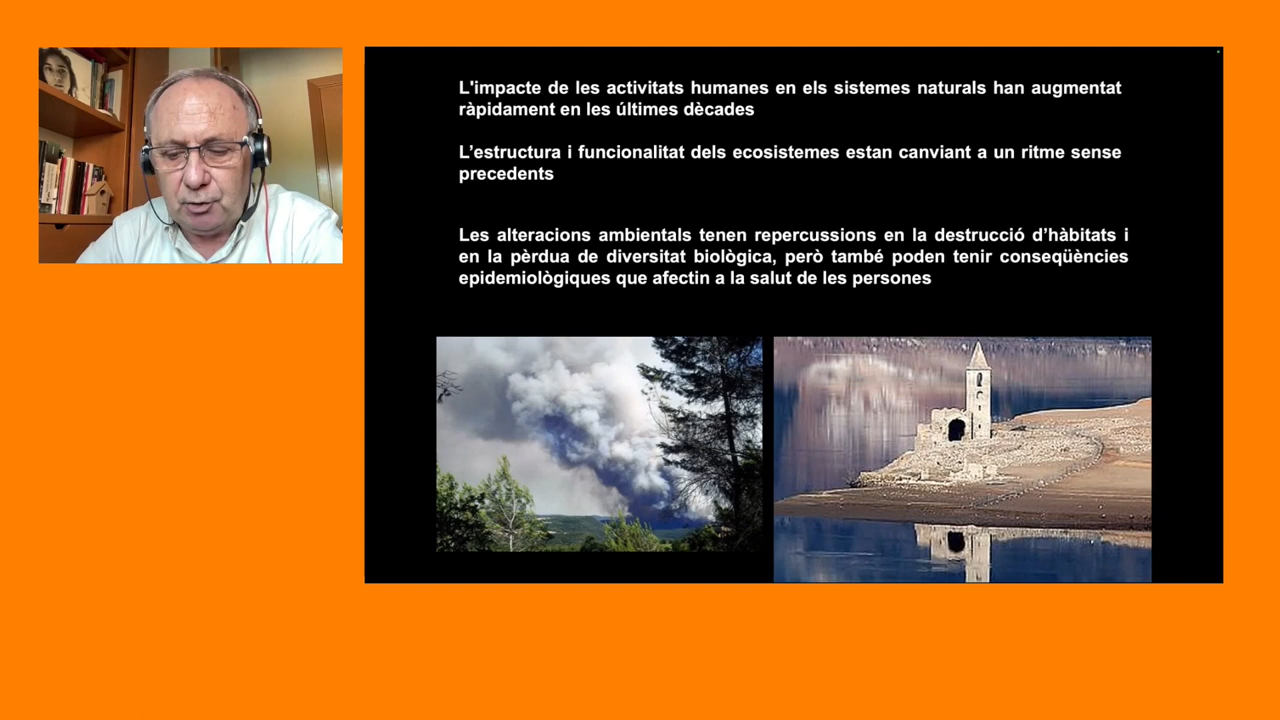 L'impacte de les activitats humanes en els sistemes naturals han augmentat
ràpidament en les últimes dècades
L’estructura i funcionalitat dels ecosistemes estan canviant a un ritme sense
precedents
Les alteracions ambientals tenen repercussions en la destrucció d’hàbitats i
en la pèrdua de diversitat biològica, però també poden tenir conseqüències
epidemiològiques que afectin a la salut de les persones